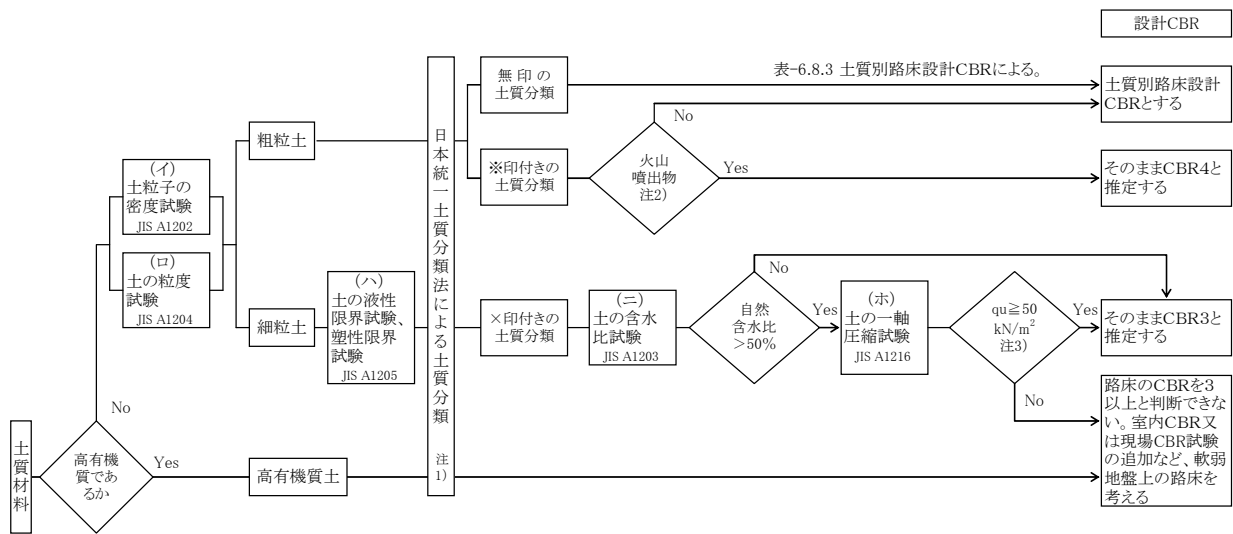 設計CBR
無 印 の
土質分類
表-6.8.3 土質別路床設計CBRによる。
土質別路床設計
CBRとする
No
粗粒土
※印付きの
土質分類
火山
噴出物
注2)
Yes
そのままCBR4と
推定する
(イ)
土粒子の
密度試験
JIS A1202
(ロ)
土の粒度
試験
JIS A1204
日本統一土質分類法による土質分類 注1)
細粒土
(ハ)
土の液性
限界試験、
塑性限界
試験
JIS A1205
×印付きの
土質分類
(ニ)
土の含水
比試験
JIS A1203
自然
含水比
>50%
No
Yes
(ホ)
土の一軸
圧縮試験
JIS A1216
qu≧50
kN/m²
注3)
Yes
そのままCBR3と
推定する
No
路床のCBRを3
以上と判断できな
い。室内CBR又
は現場CBR試験
の追加など、軟弱
地盤上の路床を
考える
No
土質材料
高有機
質であ
るか
Yes
高有機質土